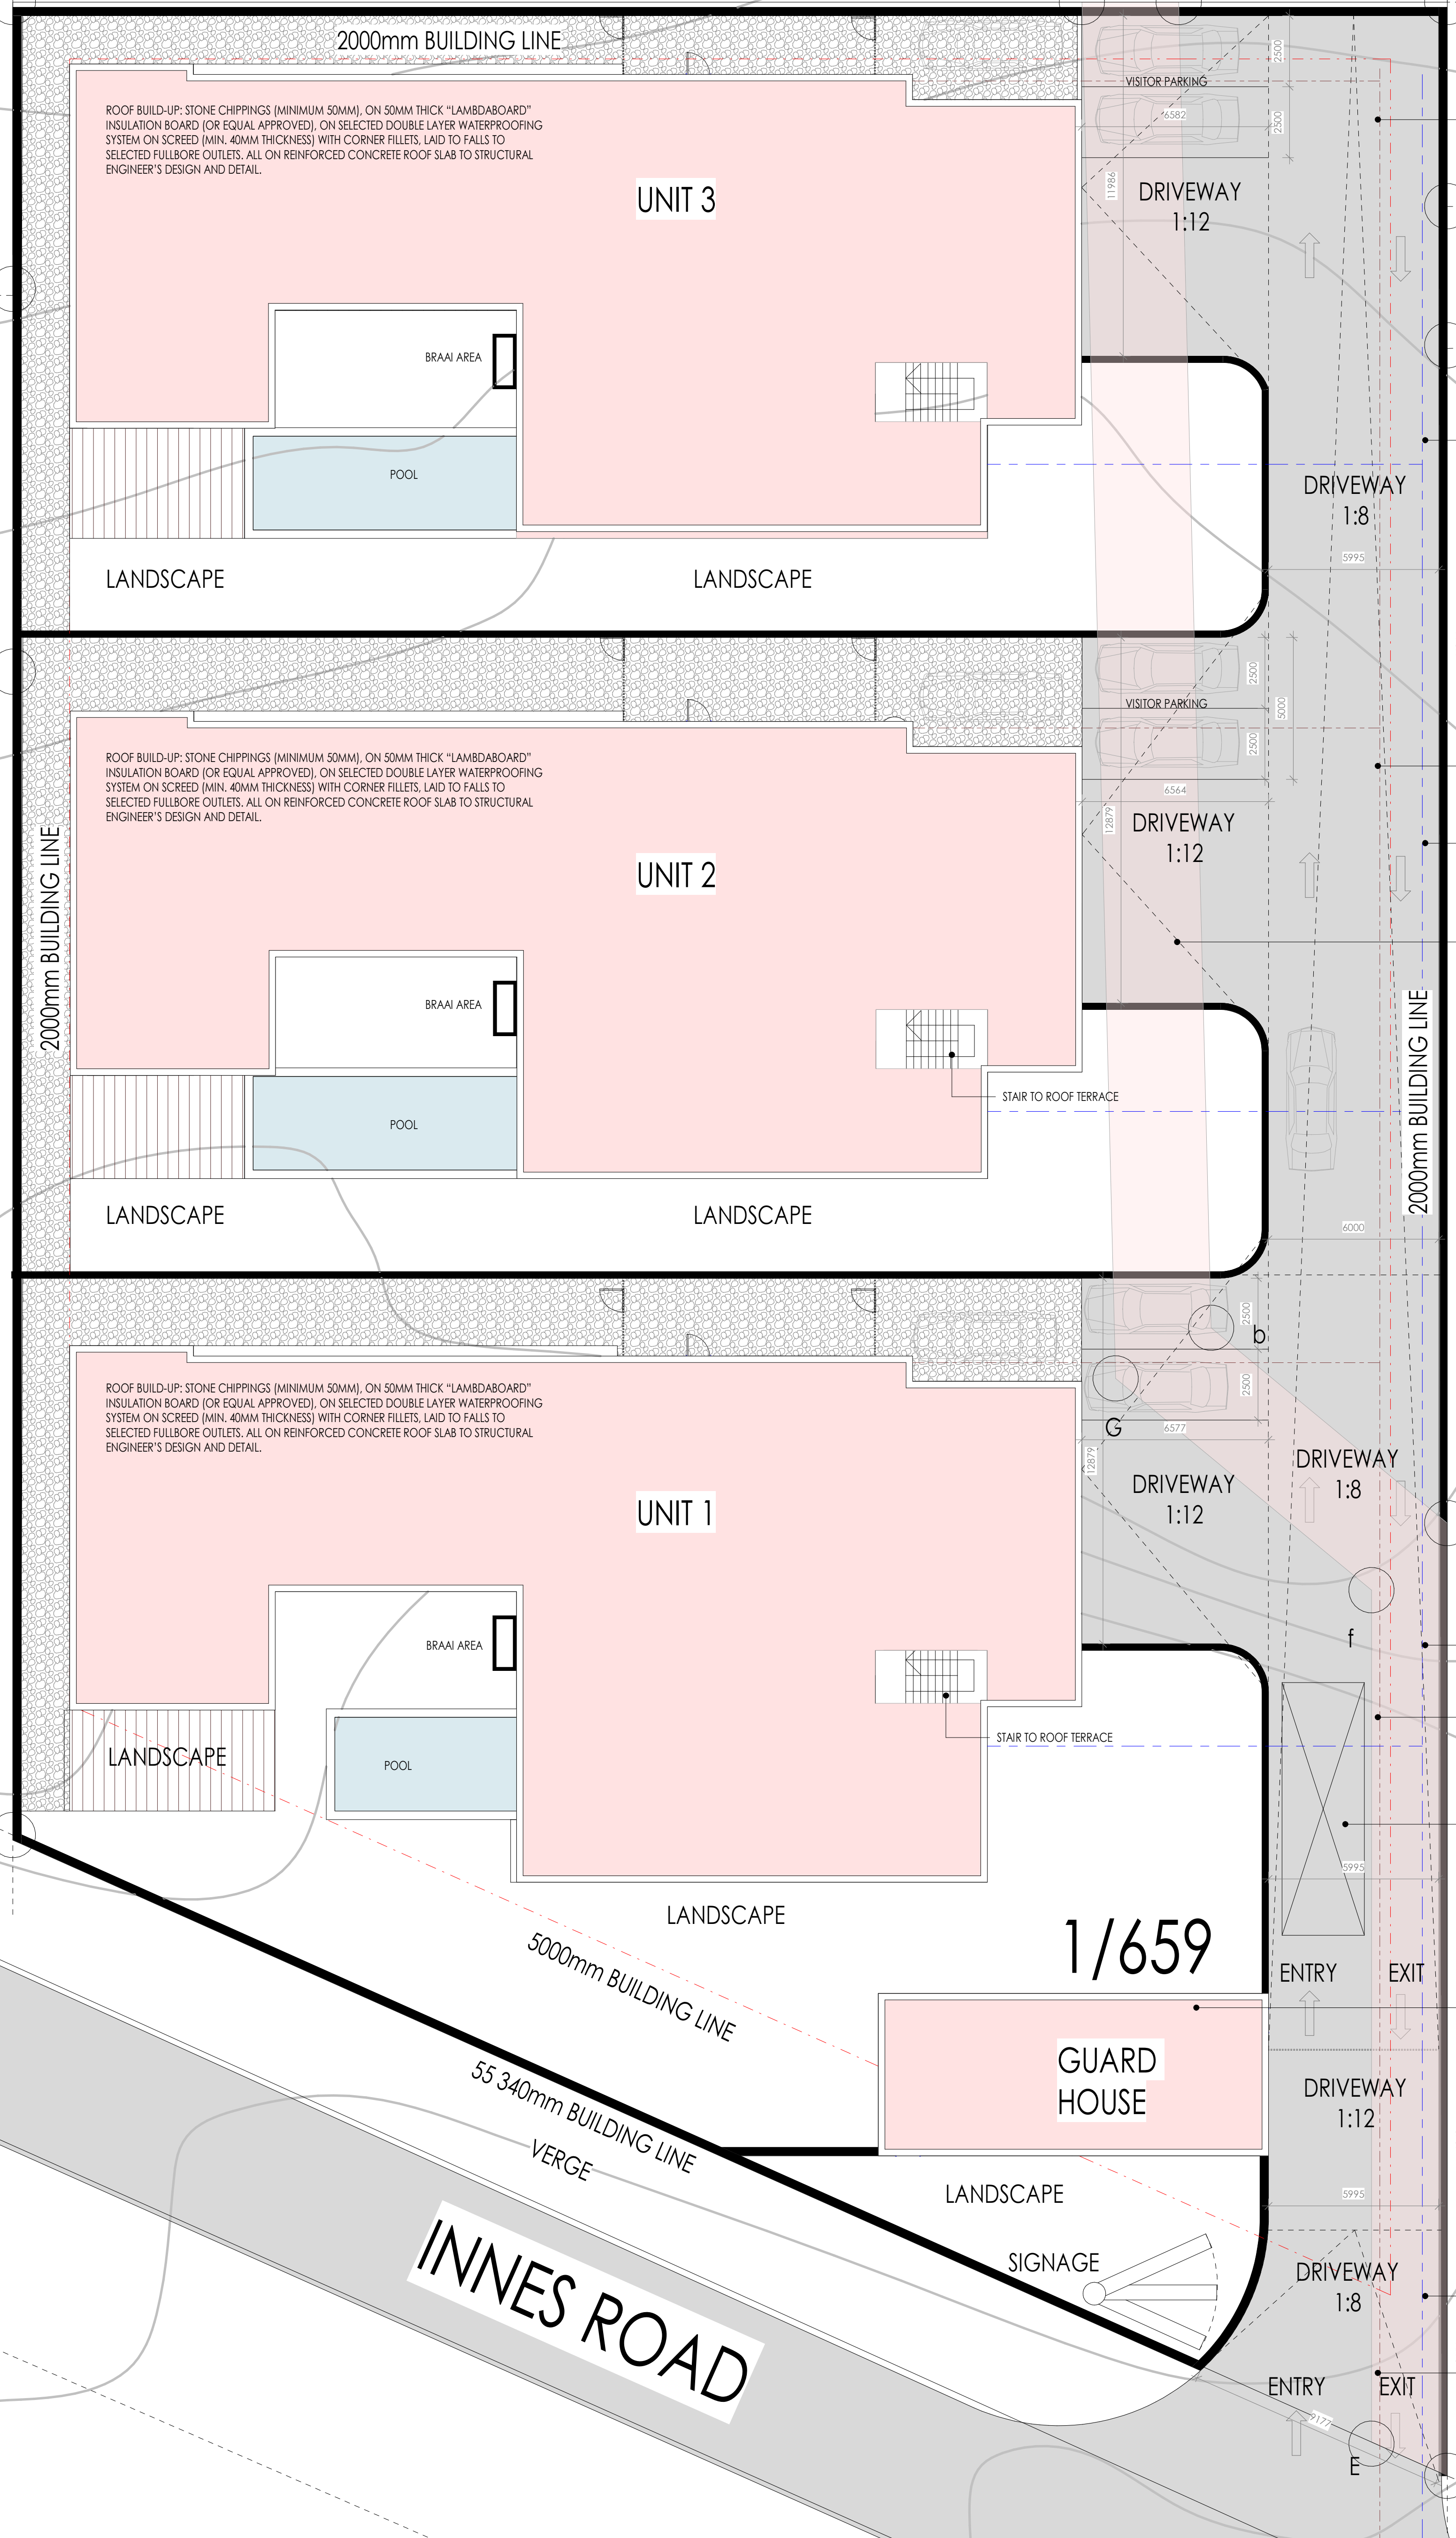 2000mm BUILDING LINE
ROOF BUILD-UP: STONE CHIPPINGS (MINIMUM 50MM), ON 50MM THICK “LAMBDABOARD”
INSULATION BOARD (OR EQUAL APPROVED), ON SELECTED DOUBLE LAYER WATERPROOFING
SYSTEM ON SCREED (MIN. 40MM THICKNESS) WITH CORNER FILLETS, LAID TO FALLS TO
SELECTED FULLBORE OUTLETS. ALL ON REINFORCED CONCRETE ROOF SLAB TO STRUCTURAL
ENGINEER’S DESIGN AND DETAIL.
UNIT 3
VISITOR PARKING
2500
2500
6582
11986
DRIVEWAY
1:12
BRAAI AREA
POOL
DRIVEWAY
1:8
5995
LANDSCAPE
LANDSCAPE
2000mm BUILDING LINE
ROOF BUILD-UP: STONE CHIPPINGS (MINIMUM 50MM), ON 50MM THICK “LAMBDABOARD”
INSULATION BOARD (OR EQUAL APPROVED), ON SELECTED DOUBLE LAYER WATERPROOFING
SYSTEM ON SCREED (MIN. 40MM THICKNESS) WITH CORNER FILLETS, LAID TO FALLS TO
SELECTED FULLBORE OUTLETS. ALL ON REINFORCED CONCRETE ROOF SLAB TO STRUCTURAL
ENGINEER’S DESIGN AND DETAIL.
UNIT 2
VISITOR PARKING
2500
5000
2500
6564
12879
DRIVEWAY
1:12
BRAAI AREA
STAIR TO ROOF TERRACE
POOL
2000mm BUILDING LINE
LANDSCAPE
LANDSCAPE
6000
2500
b
2500
G
6577
12879
ROOF BUILD-UP: STONE CHIPPINGS (MINIMUM 50MM), ON 50MM THICK “LAMBDABOARD”
INSULATION BOARD (OR EQUAL APPROVED), ON SELECTED DOUBLE LAYER WATERPROOFING
SYSTEM ON SCREED (MIN. 40MM THICKNESS) WITH CORNER FILLETS, LAID TO FALLS TO
SELECTED FULLBORE OUTLETS. ALL ON REINFORCED CONCRETE ROOF SLAB TO STRUCTURAL
ENGINEER’S DESIGN AND DETAIL.
UNIT 1
DRIVEWAY
1:12
DRIVEWAY
1:8
f
BRAAI AREA
STAIR TO ROOF TERRACE
LANDSCAPE
POOL
5995
LANDSCAPE
1/659
5000mm BUILDING LINE
ENTRY
EXIT
GUARD
HOUSE
55 340mm BUILDING LINE
VERGE
DRIVEWAY
1:12
LANDSCAPE
5995
SIGNAGE
DRIVEWAY
1:8
INNES ROAD
ENTRY
EXIT
9177
E